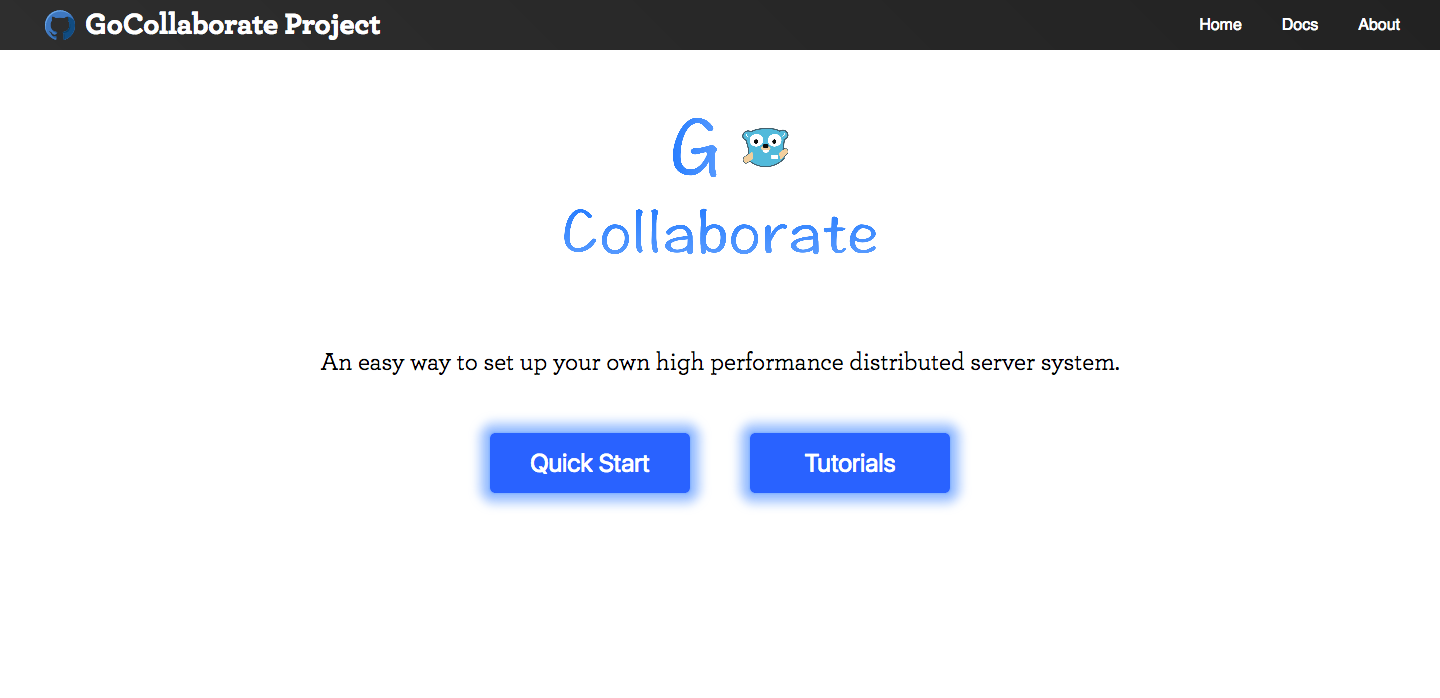 GoCollaborate Project
Home Docs About
G
Collaborate
An easy way to set up your own high performance distributed server system.
Quick Start
Tutorials